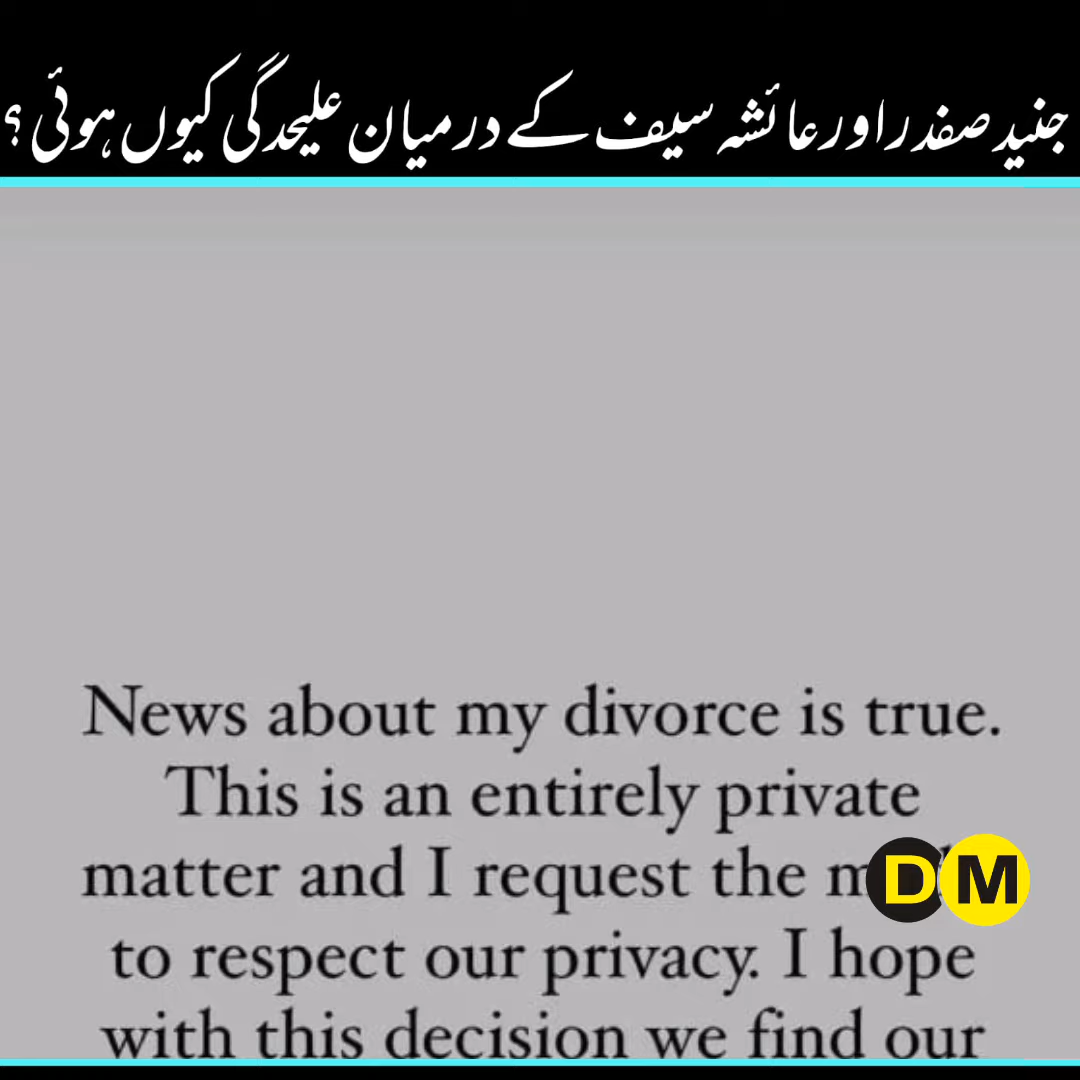 جنید صفدر اور عائشہ سیف کے درمیان علیحدگی کیوں ہوئی؟
News about my divorce is true.
This is an entirely private
matter and I request the
DM
to respect our privacy. I hope
with this decision we find our